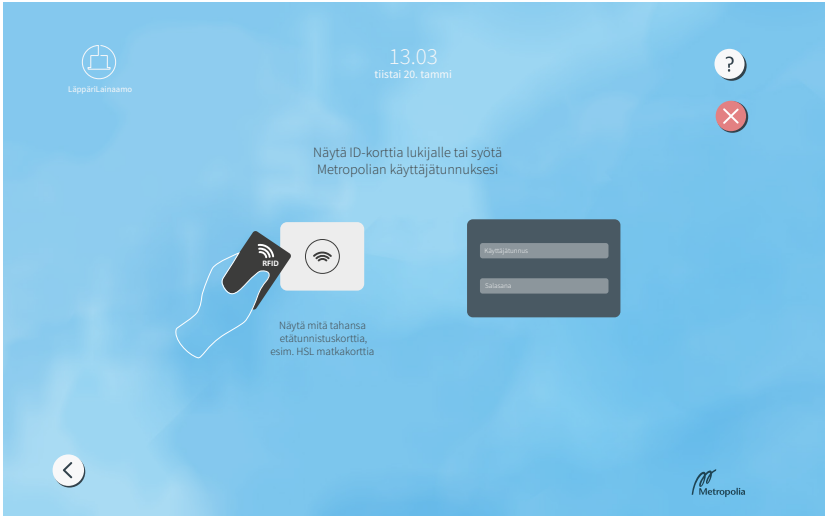 LäppäriLainaamo
13.03
tiistai 20. tammi
?
Näytä ID-korttia lukijalle tai syötä
Metropolian käyttäjätunnuksesi
RFID
Käyttäjätunnus
Salasana
Näytä mitä tahansa
etätunnistuskorttia,
esim. HSL matkakorttia
Metropolia